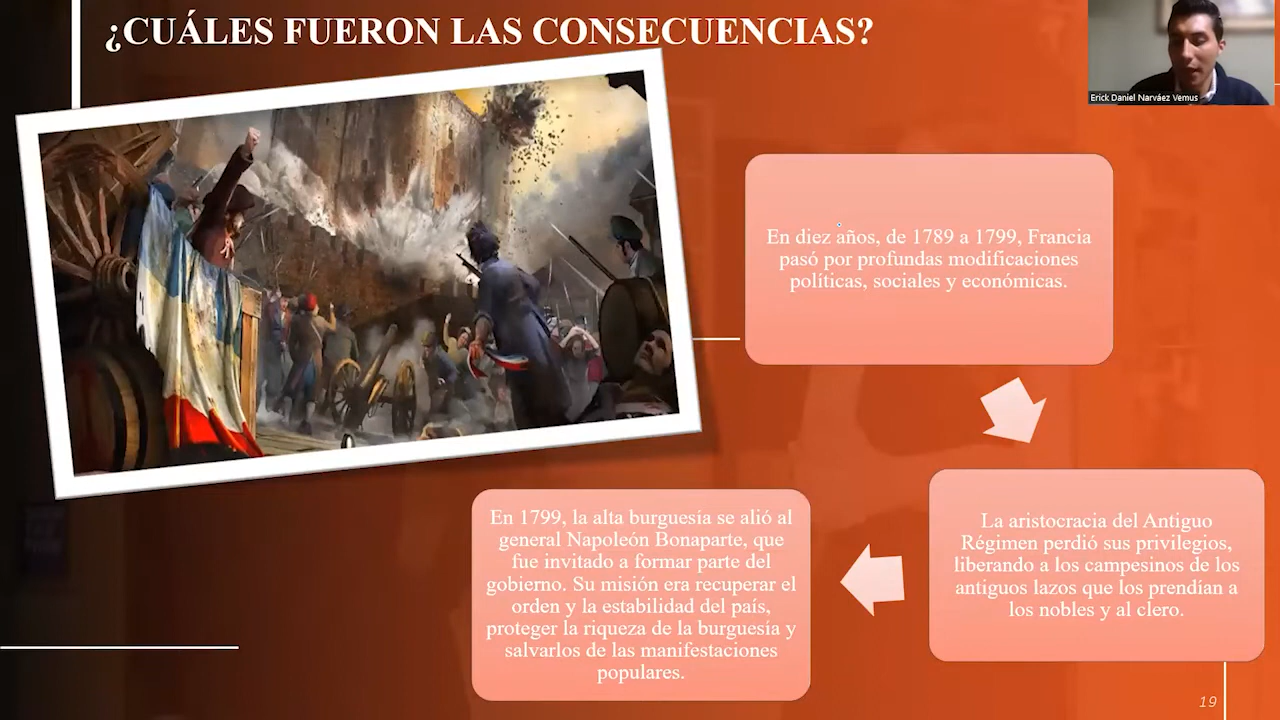 ¿CUÁLES FUERON LAS CONSECUENCIAS?
Erick Daniel Narváez Vemus
En diez años, de 1789 a 1799, Francia
pasó por profundas modificaciones
políticas, sociales y económicas.
La aristocracia del Antiguo
Régimen perdió sus privilegios,
liberando a los campesinos de los
antiguos lazos que los prendían a
los nobles y al clero.
En 1799, la alta burguesía se alió al
general Napoleón Bonaparte, que
fue invitado a formar parte del
gobierno. Su misión era recuperar el
orden y la estabilidad del país,
proteger la riqueza de la burguesía y
salvarlos de las manifestaciones
populares.
19